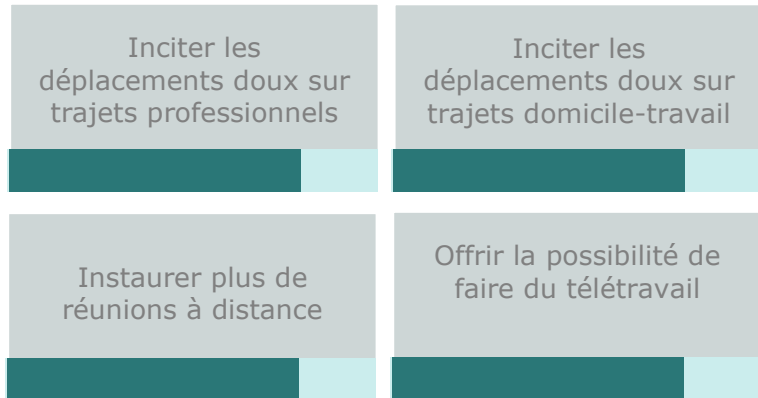 Inciter les
déplacements doux sur
trajets professionnels
Inciter les
déplacements doux sur
trajets domicile-travail
Instaurer plus de
réunions à distance
Offrir la possibilité de
faire du télétravail